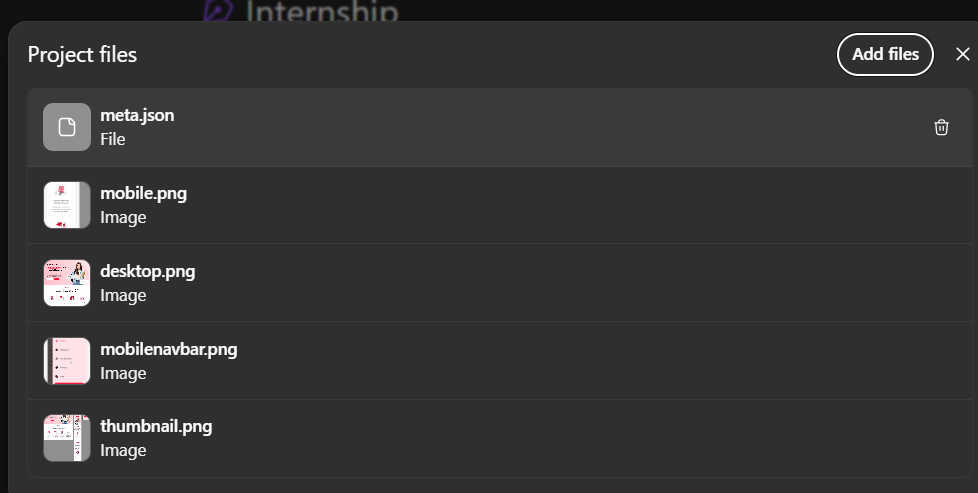 Internship
Project files
Add files
meta.json
File
mobile.png
Image
desktop.png
Image
mobilenavbar.png
Image
thumbnail.png
Image